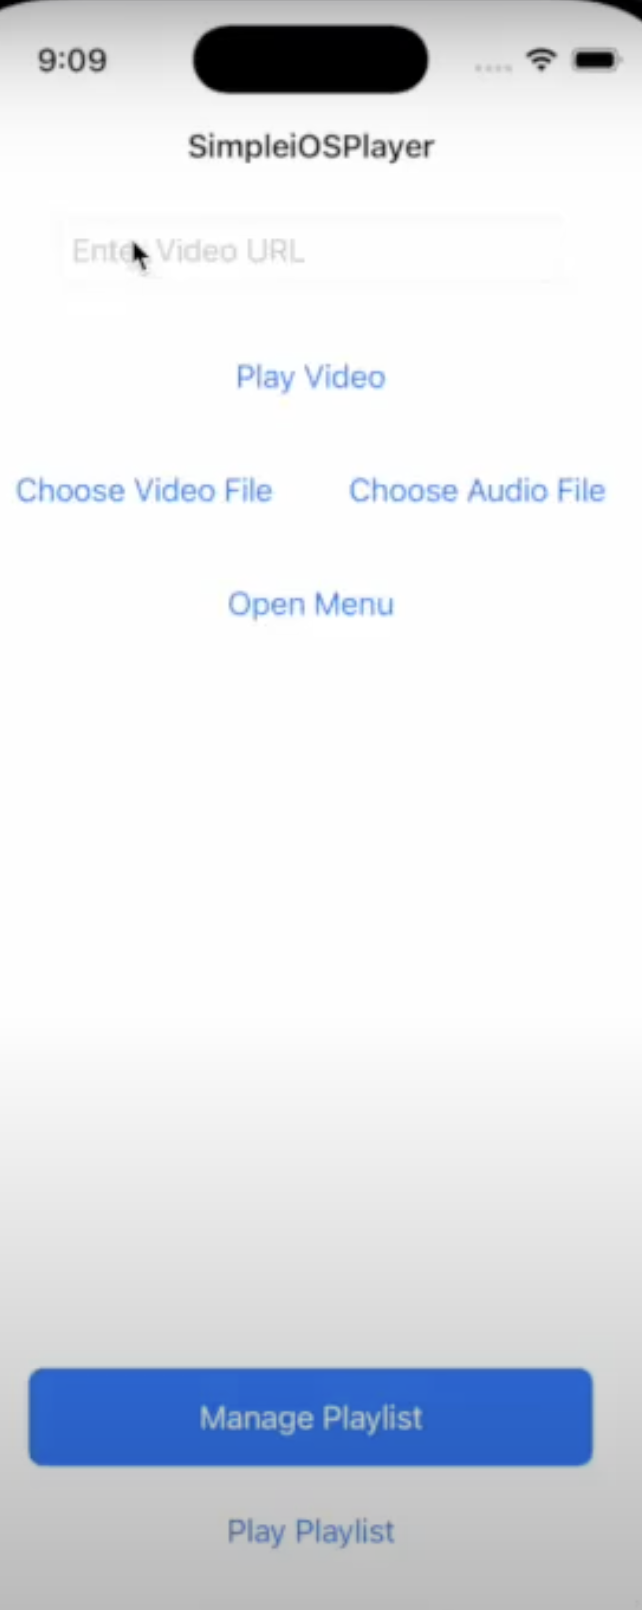 9:09
SimpleiOSPlayer
Enter Video URL
Play Video
Choose Video File Choose Audio File
Open Menu
Manage Playlist
Play Playlist